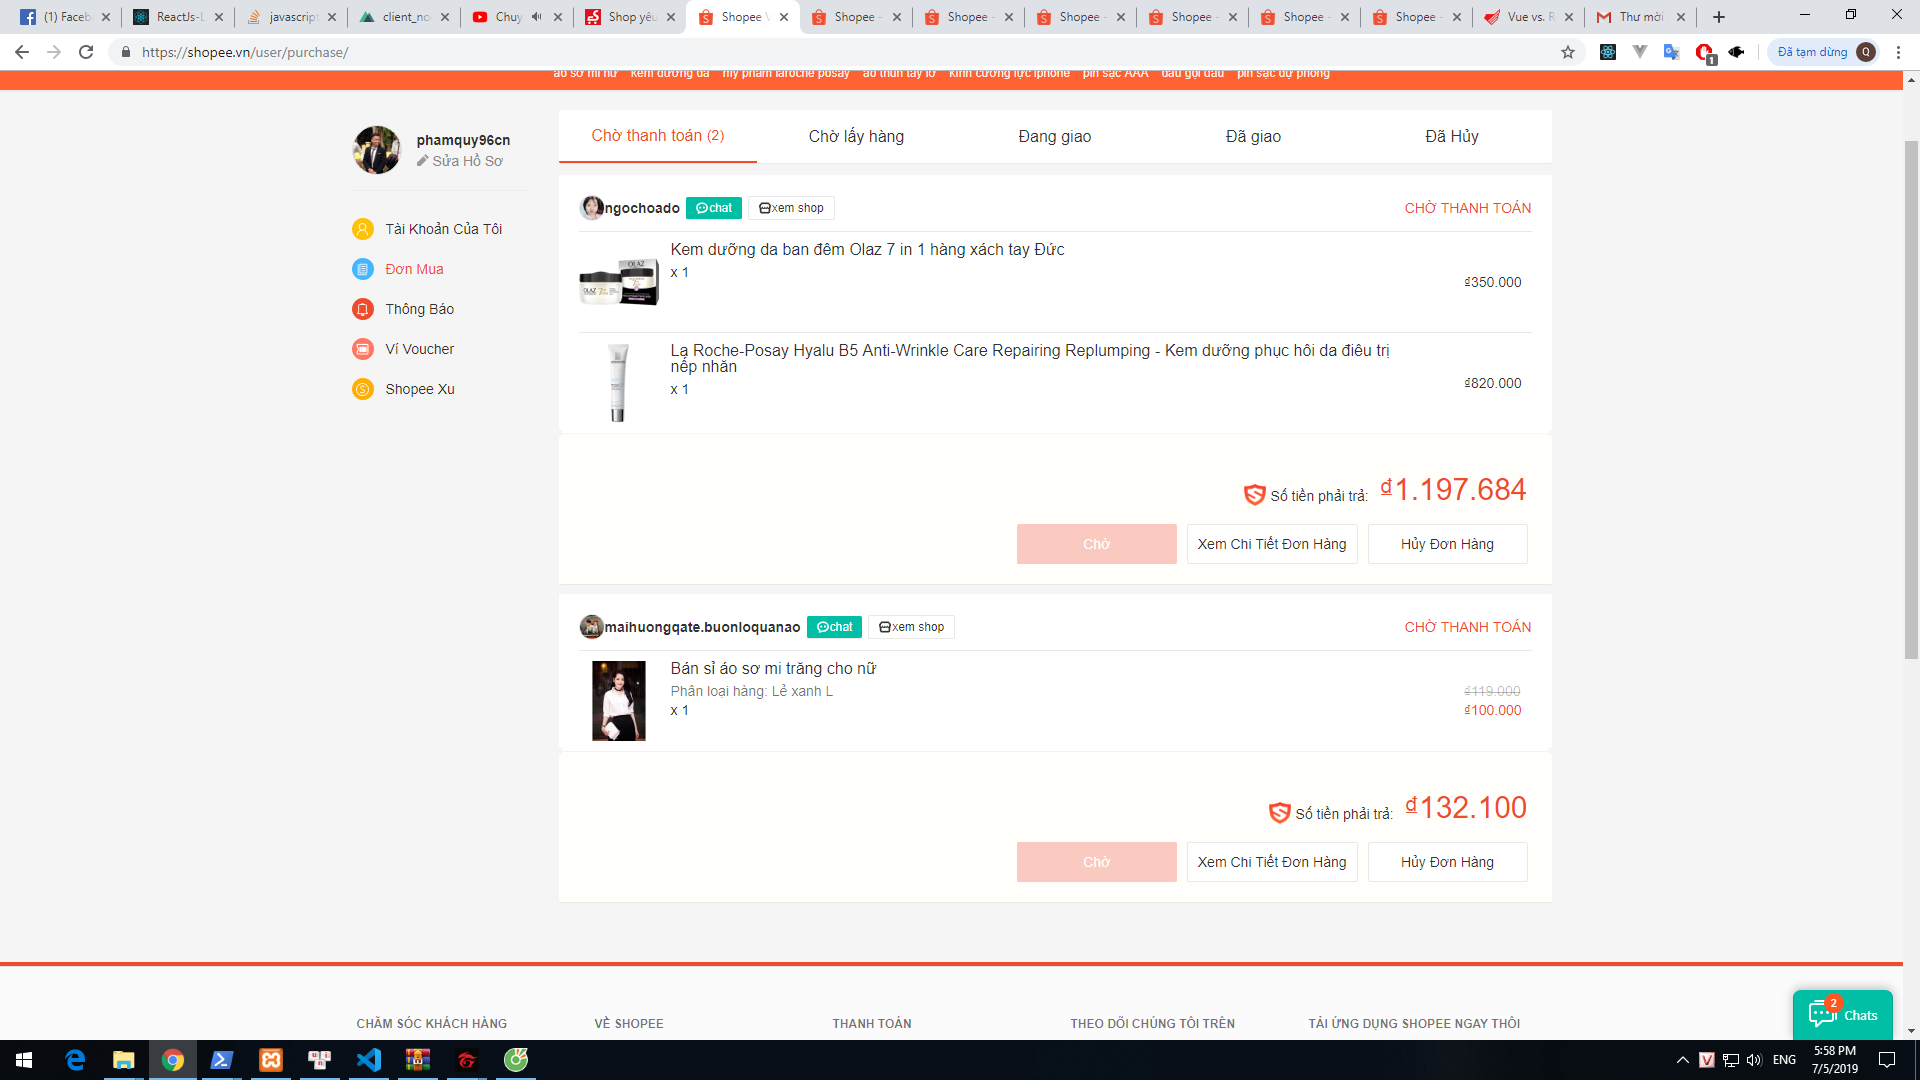 (1) Faceb
ReactJs-L
javascript
client_no
Chuy
Shop yêu
Shopee V
Shopee -
Shopee -
Shopee -
Shopee -
Shopee -
Shopee -
Vue vs. R
Thư mời
https://shopee.vn/user/purchase/
1
Đã tạm dừng
Q
áo sơ mi nữ kem dưỡng da mỹ phẩm laroche posay áo thun tay lỡ kính cường lực iphone pin sạc AAA dầu gội đầu pin sạc dự phòng
phamquy96cn
Sửa Hồ Sơ
Tài Khoản Của Tôi
Đơn Mua
Thông Báo
Ví Voucher
Shopee Xu
Chờ thanh toán (2)
Chờ lấy hàng
Đang giao
Đã giao
Đã Hủy
ngochoado
chat
xem shop
CHỜ THANH TOÁN
Kem dưỡng da ban đêm Olaz 7 in 1 hàng xách tay Đức
x 1
₫350.000
OLAZ
OLAZ
La Roche-Posay Hyalu B5 Anti-Wrinkle Care Repairing Replumping - Kem dưỡng phục hồi da điều trị
nếp nhăn
x 1
₫820.000
Số tiền phải trả: ₫1.197.684
Chờ
Xem Chi Tiết Đơn Hàng
Hủy Đơn Hàng
maihuongqate.buonloquanao
chat
xem shop
CHỜ THANH TOÁN
Bán sỉ áo sơ mi trắng cho nữ
Phân loại hàng: Lẻ xanh L
x 1
₫119.000
₫100.000
Số tiền phải trả: ₫132.100
Chờ
Xem Chi Tiết Đơn Hàng
Hủy Đơn Hàng
CHĂM SÓC KHÁCH HÀNG
VỀ SHOPEE
THANH TOÁN
THEO DÕI CHÚNG TÔI TRÊN
TẢI ỨNG DỤNG SHOPEE NGAY THÔI
2
Chats
ENG
5:58 PM
7/5/2019